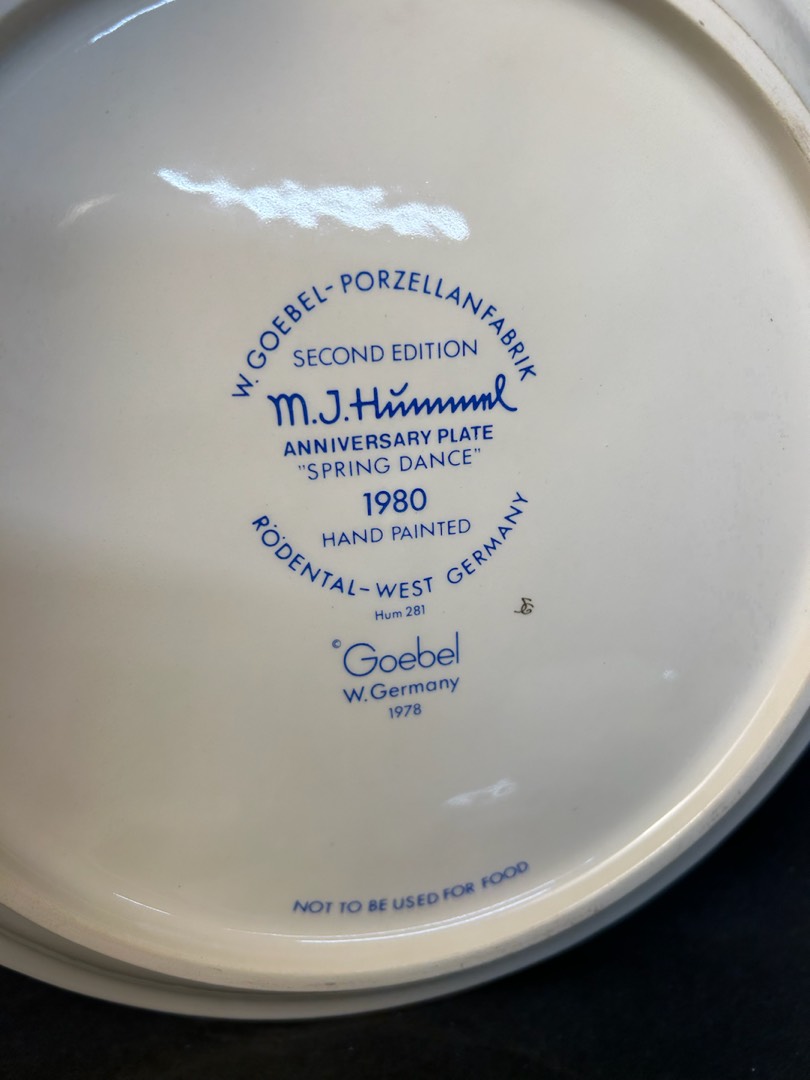 W. GOEBEL-PORZELLANFABRIK
SECOND EDITION
M.J.Hummel
ANNIVERSARY PLATE
"SPRING DANCE"
1980
HAND PAINTED
RÖDENTAL-WEST GERMANY
Hum 281
© Goebel
W. Germany
1978
NOT TO BE USED FOR FOOD